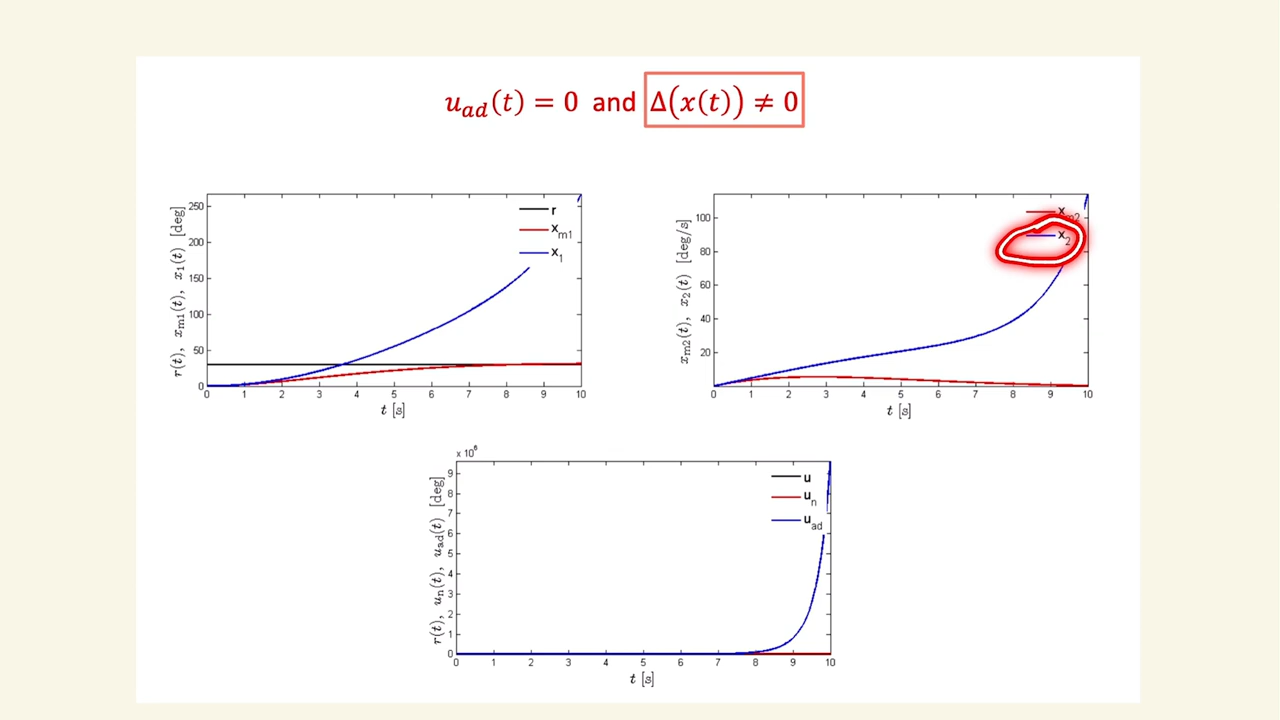 u_ad(t) = 0 and Δ(x(t)) ≠ 0
r(t), x_m1(t), x_1(t) [deg]
250
200
150
100
50
0
r
x_m1
x_1
0 1 2 3 4 5 6 7 8 9 10
t [s]
x_m2(t), x_2(t) [deg/s]
100
80
60
40
20
x_m2
x_2
0 1 2 3 4 5 6 7 8 9 10
t [s]
x 10^6
r(t), u_n(t), u_ad(t) [deg]
9
8
7
6
5
4
3
2
1
0
u
u_n
u_ad
0 1 2 3 4 5 6 7 8 9 10
t [s]